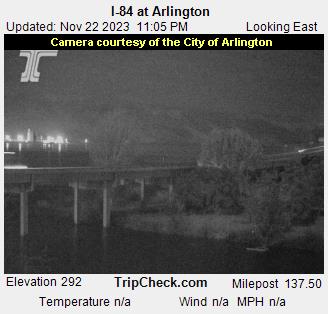 I-84 at Arlington
Updated: Nov 22 2023 11:05 PM Looking East
Camera courtesy of the City of Arlington
Elevation 292 TripCheck.com Milepost 137.50
Temperature n/a Wind n/a MPH n/a